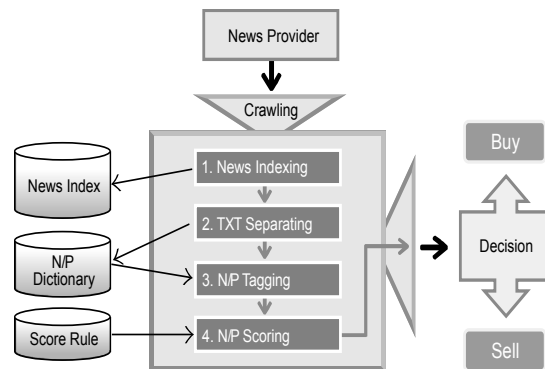 News Provider
Crawling
1. News Indexing
2. TXT Separating
3. N/P Tagging
4. N/P Scoring
News Index
N/P
Dictionary
Score Rule
Buy
Decision
Sell